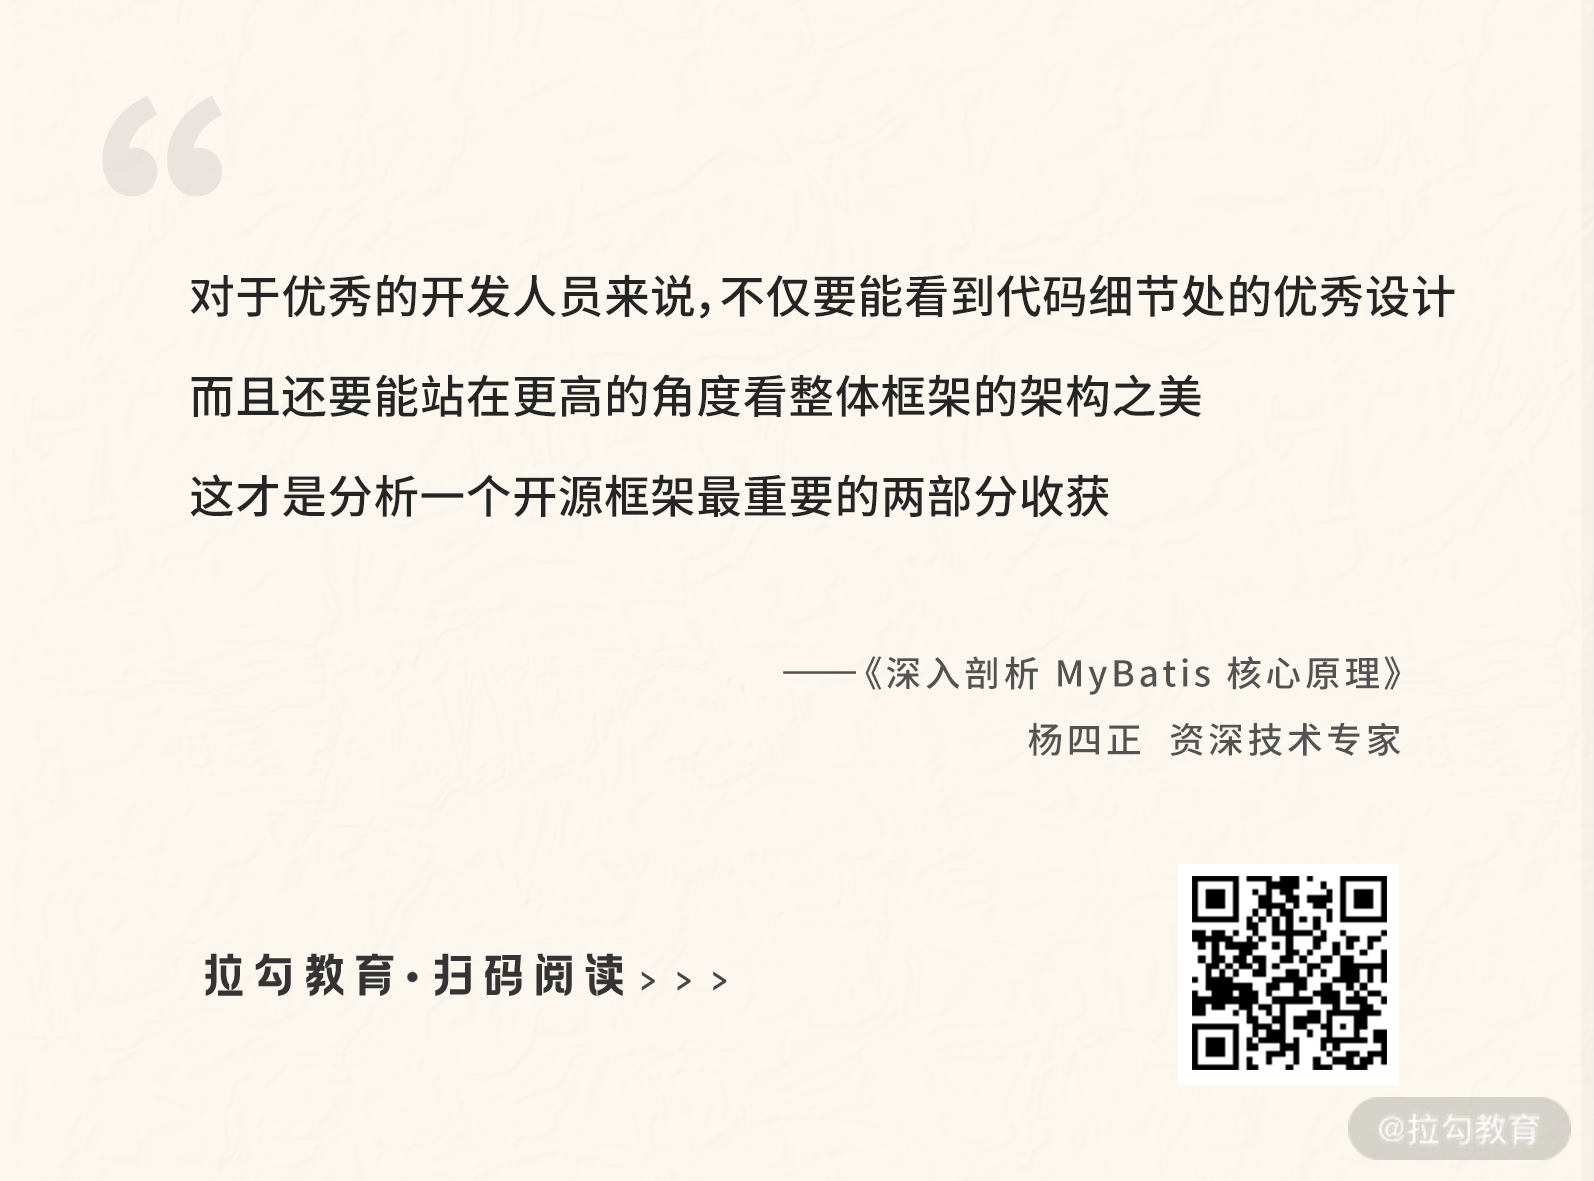 “
对于优秀的开发人员来说，不仅要能看到代码细节处的优秀设计
而且还要能站在更高的角度看整体框架的架构之美
这才是分析一个开源框架最重要的两部分收获
——《深入剖析 MyBatis 核心原理》
杨四正 资深技术专家
拉勾教育·扫码阅读 > > >
@拉勾教育